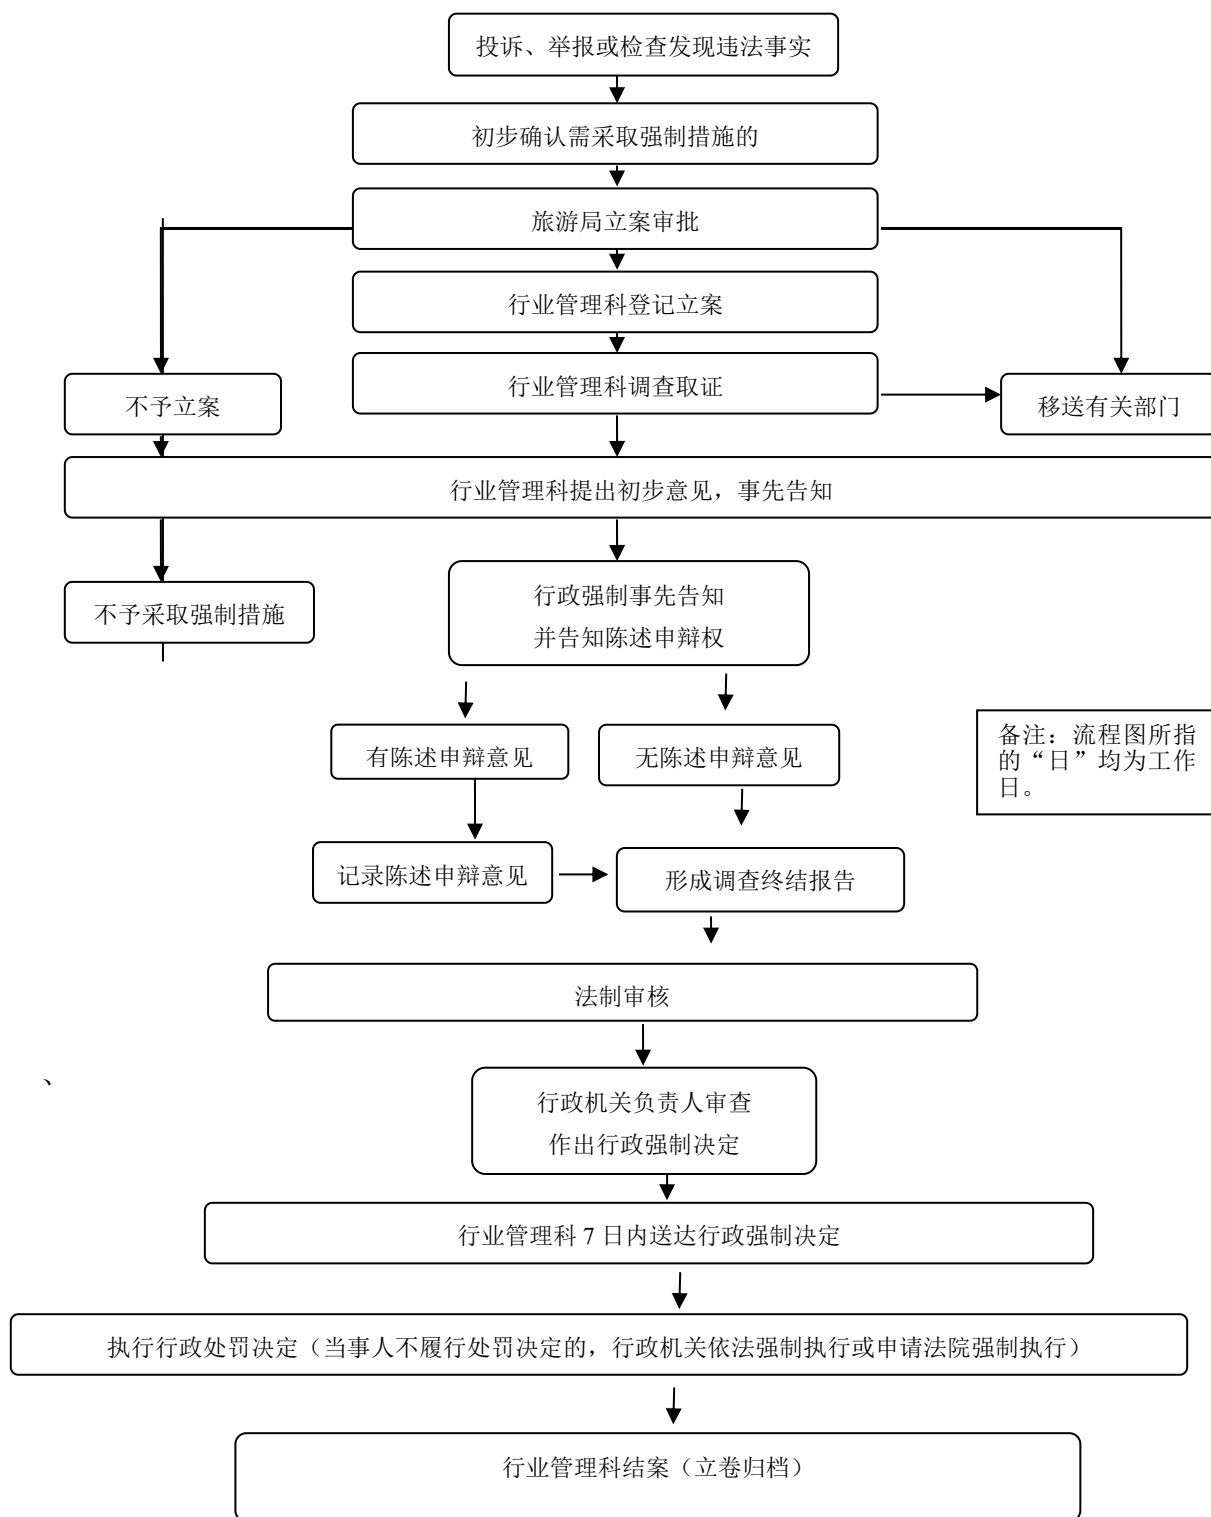 投诉、举报或检查发现违法事实
初步确认需采取强制措施的
旅游局立案审批
行业管理科登记立案
行业管理科调查取证
不予立案
移送有关部门
行业管理科提出初步意见，事先告知
行政强制事先告知
并告知陈述申辩权
不予采取强制措施
有陈述申辩意见
无陈述申辩意见
备注：流程图所指
的“日”均为工作
日。
记录陈述申辩意见
形成调查终结报告
法制审核
、
行政机关负责人审查
作出行政强制决定
行业管理科 7 日内送达行政强制决定
执行行政处罚决定（当事人不履行处罚决定的，行政机关依法强制执行或申请法院强制执行）
行业管理科结案（立卷归档）